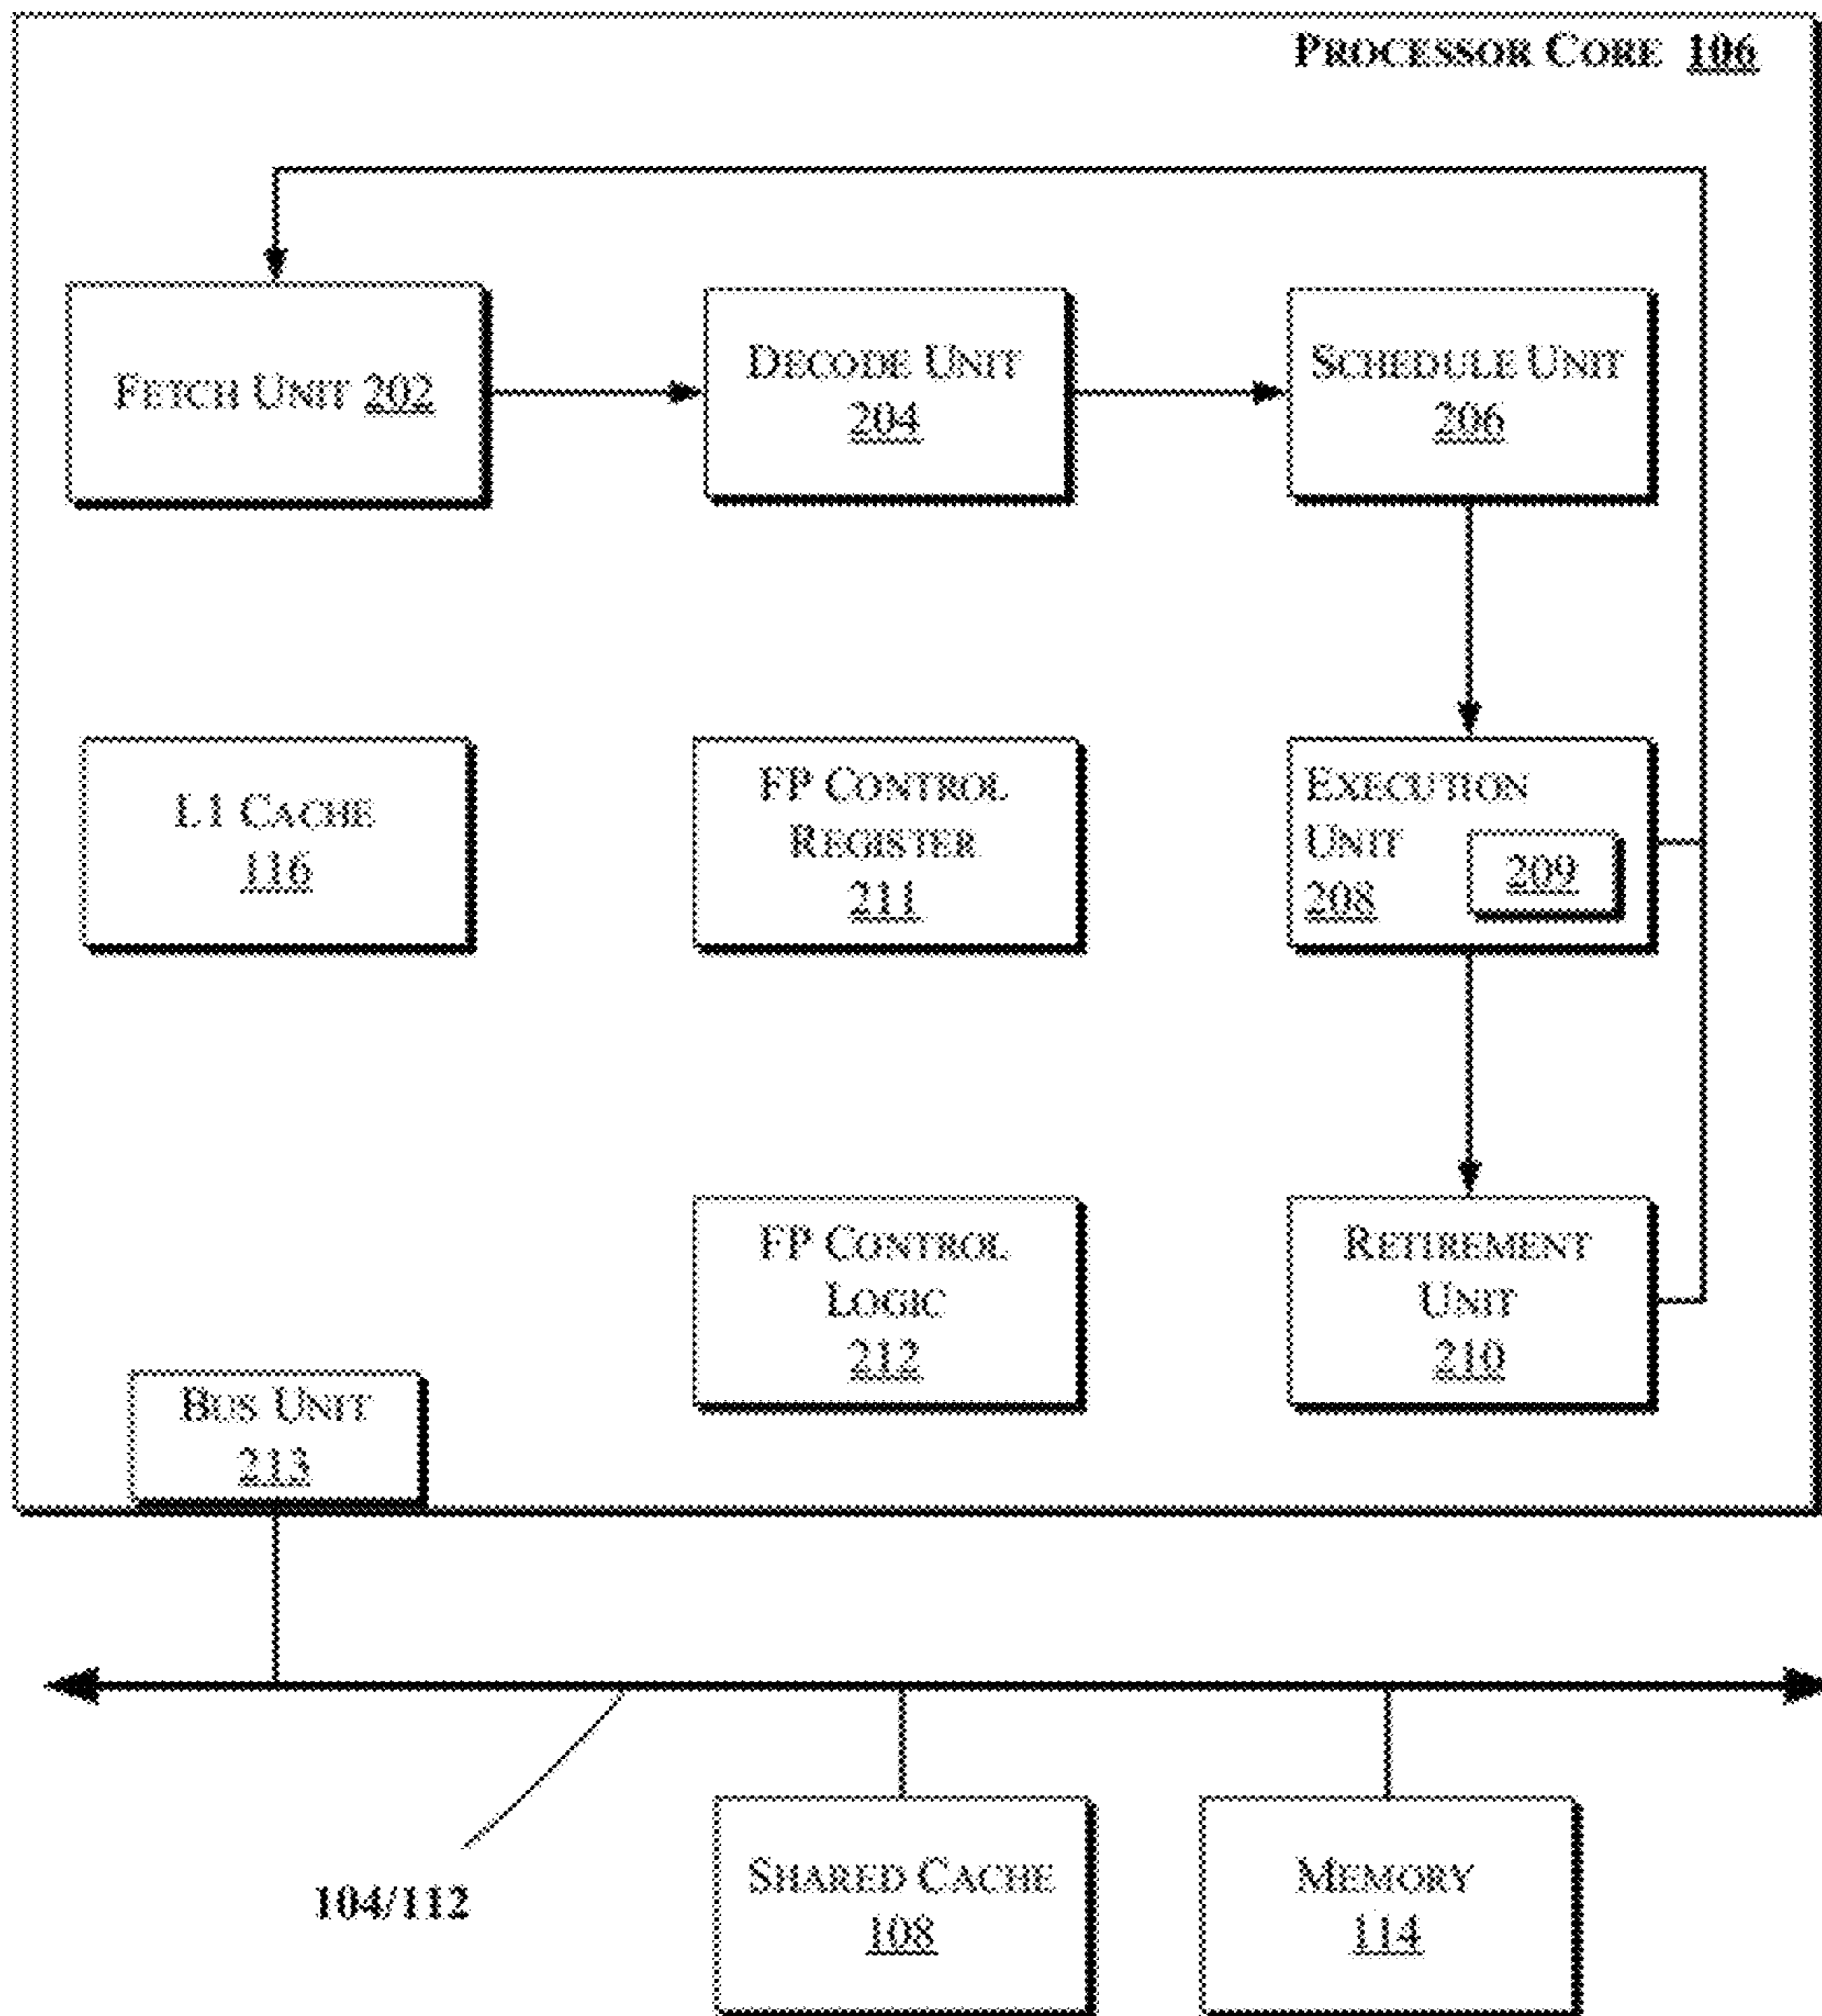 PROCESSOR CORE 106
FETCH UNIT 202
DECODE UNIT
204
SCHEDULE UNIT
206
L1 CACHE
116
FP CONTROL
REGISTER
211
EXECUTION
UNIT
208
209
FP CONTROL
LOGIC
212
RETIREMENT
UNIT
210
BUS UNIT
213
104/112
SHARED CACHE
108
MEMORY
114